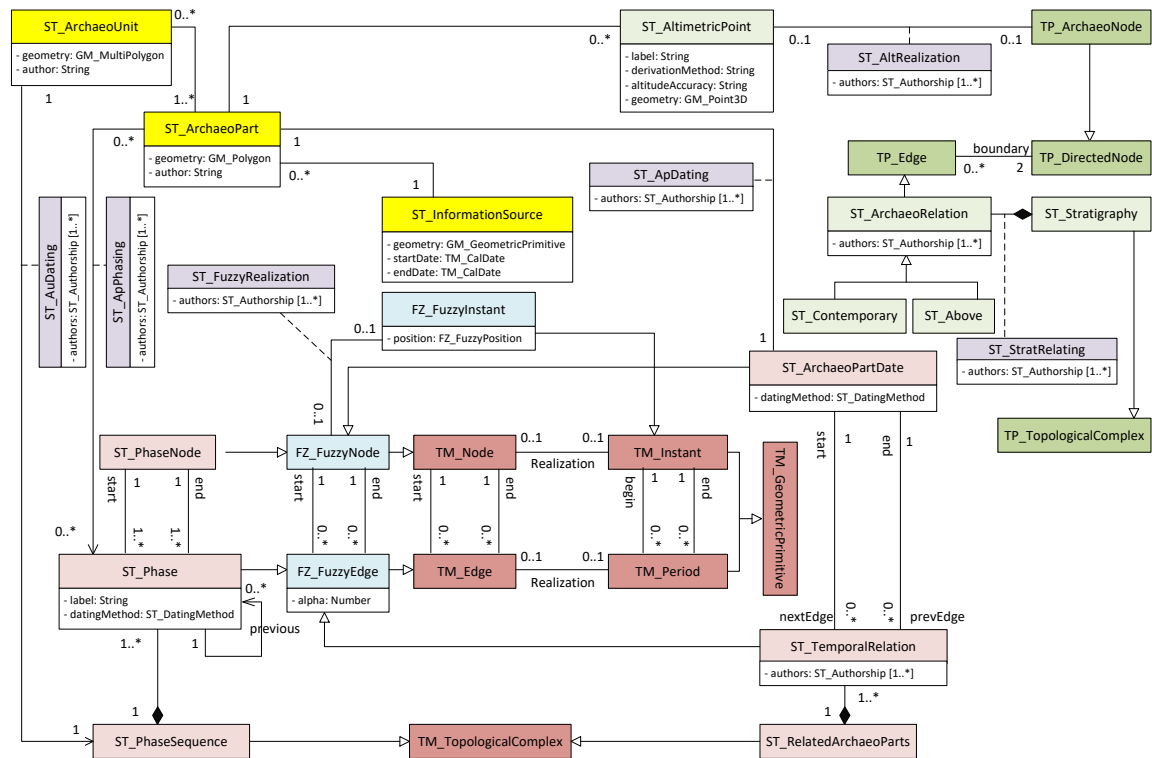 ST_ArchaeoUnit
- geometry: GM_MultiPolygon
- author: String
0..*
1
1..*
1
ST_AltimetricPoint
- label: String
- derivationMethod: String
- altitudeAccuracy: String
- geometry: GM_Point3D
0..*
0..1
0..1
TP_ArchaeoNode
ST_AltRealization
- authors: ST_Authorship [1..*]
ST_ArchaeoPart
- geometry: GM_Polygon
- author: String
0..*
1
0..*
1
ST_ApDating
- authors: ST_Authorship [1..*]
TP_Edge
boundary
0..*
2
TP_DirectedNode
ST_InformationSource
- geometry: GM_GeometricPrimitive
- startDate: TM_CalDate
- endDate: TM_CalDate
ST_ArchaeoRelation
- authors: ST_Authorship [1..*]
ST_Stratigraphy
ST_AuDating
- authors: ST_Authorship [1..*]
ST_ApPhasing
- authors: ST_Authorship [1..*]
ST_FuzzyRealization
- authors: ST_Authorship [1..*]
FZ_FuzzyInstant
- position: FZ_FuzzyPosition
0..1
0..1
ST_Contemporary
ST_Above
ST_StratRelating
- authors: ST_Authorship [1..*]
1
ST_ArchaeoPartDate
- datingMethod: ST_DatingMethod
TP_TopologicalComplex
start
1
end
1
ST_PhaseNode
FZ_FuzzyNode
TM_Node
0..1
0..1
Realization
TM_Instant
TM_GeometricPrimitive
start
1
1
end
start
1
1
end
start
1
1
end
begin
1
1
end
1..*
1..*
0..*
0..*
0..*
0..*
0..*
0..*
0..*
ST_Phase
- label: String
- datingMethod: ST_DatingMethod
0..*
previous
1
1..*
FZ_FuzzyEdge
- alpha: Number
TM_Edge
0..1
0..1
Realization
TM_Period
nextEdge
0..*
0..*
prevEdge
ST_TemporalRelation
- authors: ST_Authorship [1..*]
1..*
1
1
1
ST_PhaseSequence
TM_TopologicalComplex
ST_RelatedArchaeoParts